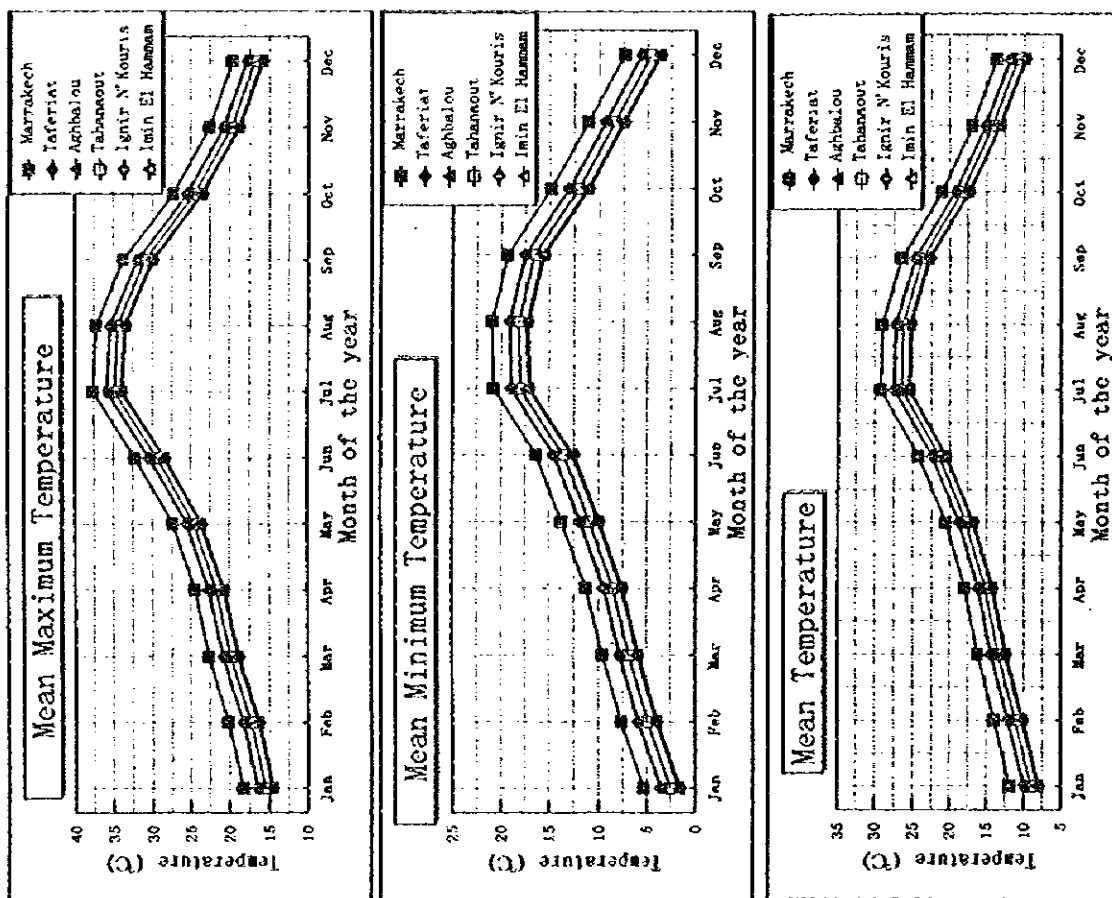 Mean Maximum Temperature
Marrakech
Taferiat
Aghbalou
Tahanaout
Ignir N' Kouris
Imin El Hammam
Temperature (℃)
40
35
30
25
20
15
10
Jan
Feb
Mar
Apr
May
Jun
Jul
Aug
Sep
Oct
Nov
Dec
Month of the year
Mean Minimum Temperature
Marrakech
Taferiat
Aghbalou
Tahanaout
Ignir N' Kouris
Imin El Hammam
Temperature (℃)
25
20
15
10
5
0
Jan
Feb
Mar
Apr
May
Jun
Jul
Aug
Sep
Oct
Nov
Dec
Month of the year
Mean Temperature
Marrakech
Taferiat
Aghbalou
Tahanaout
Ignir N' Kouris
Imin El Hammam
Temperature (℃)
35
30
25
20
15
10
5
Jan
Feb
Mar
Apr
May
Jun
Jul
Aug
Sep
Oct
Nov
Dec
Month of the year